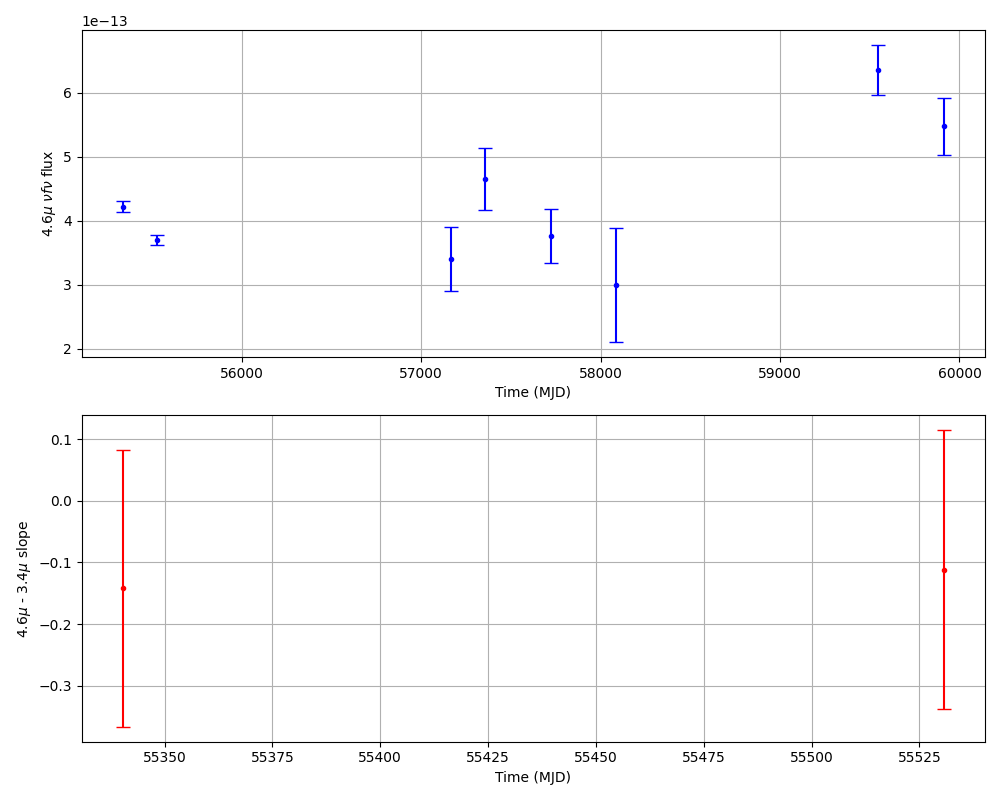 1e−13
4.6μ νfν flux
6
5
4
3
2
56000 57000 58000 59000 60000
Time (MJD)
4.6μ - 3.4μ slope
0.1
0.0
−0.1
−0.2
−0.3
55350 55375 55400 55425 55450 55475 55500 55525
Time (MJD)